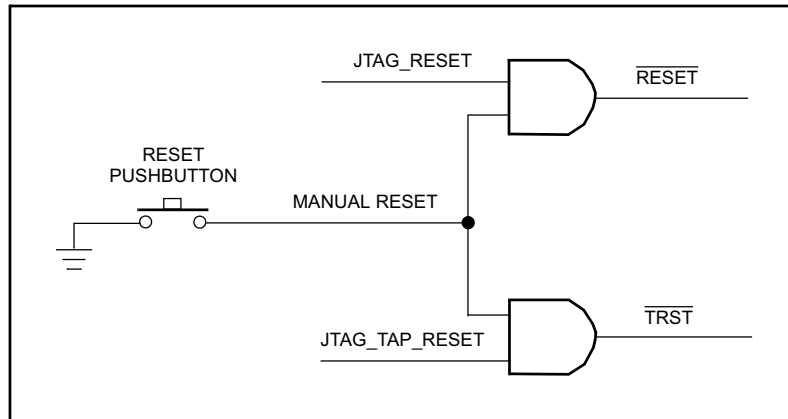 JTAG_RESET
RESET
RESET
PUSHBUTTON
MANUAL RESET
JTAG_TAP_RESET
TRST